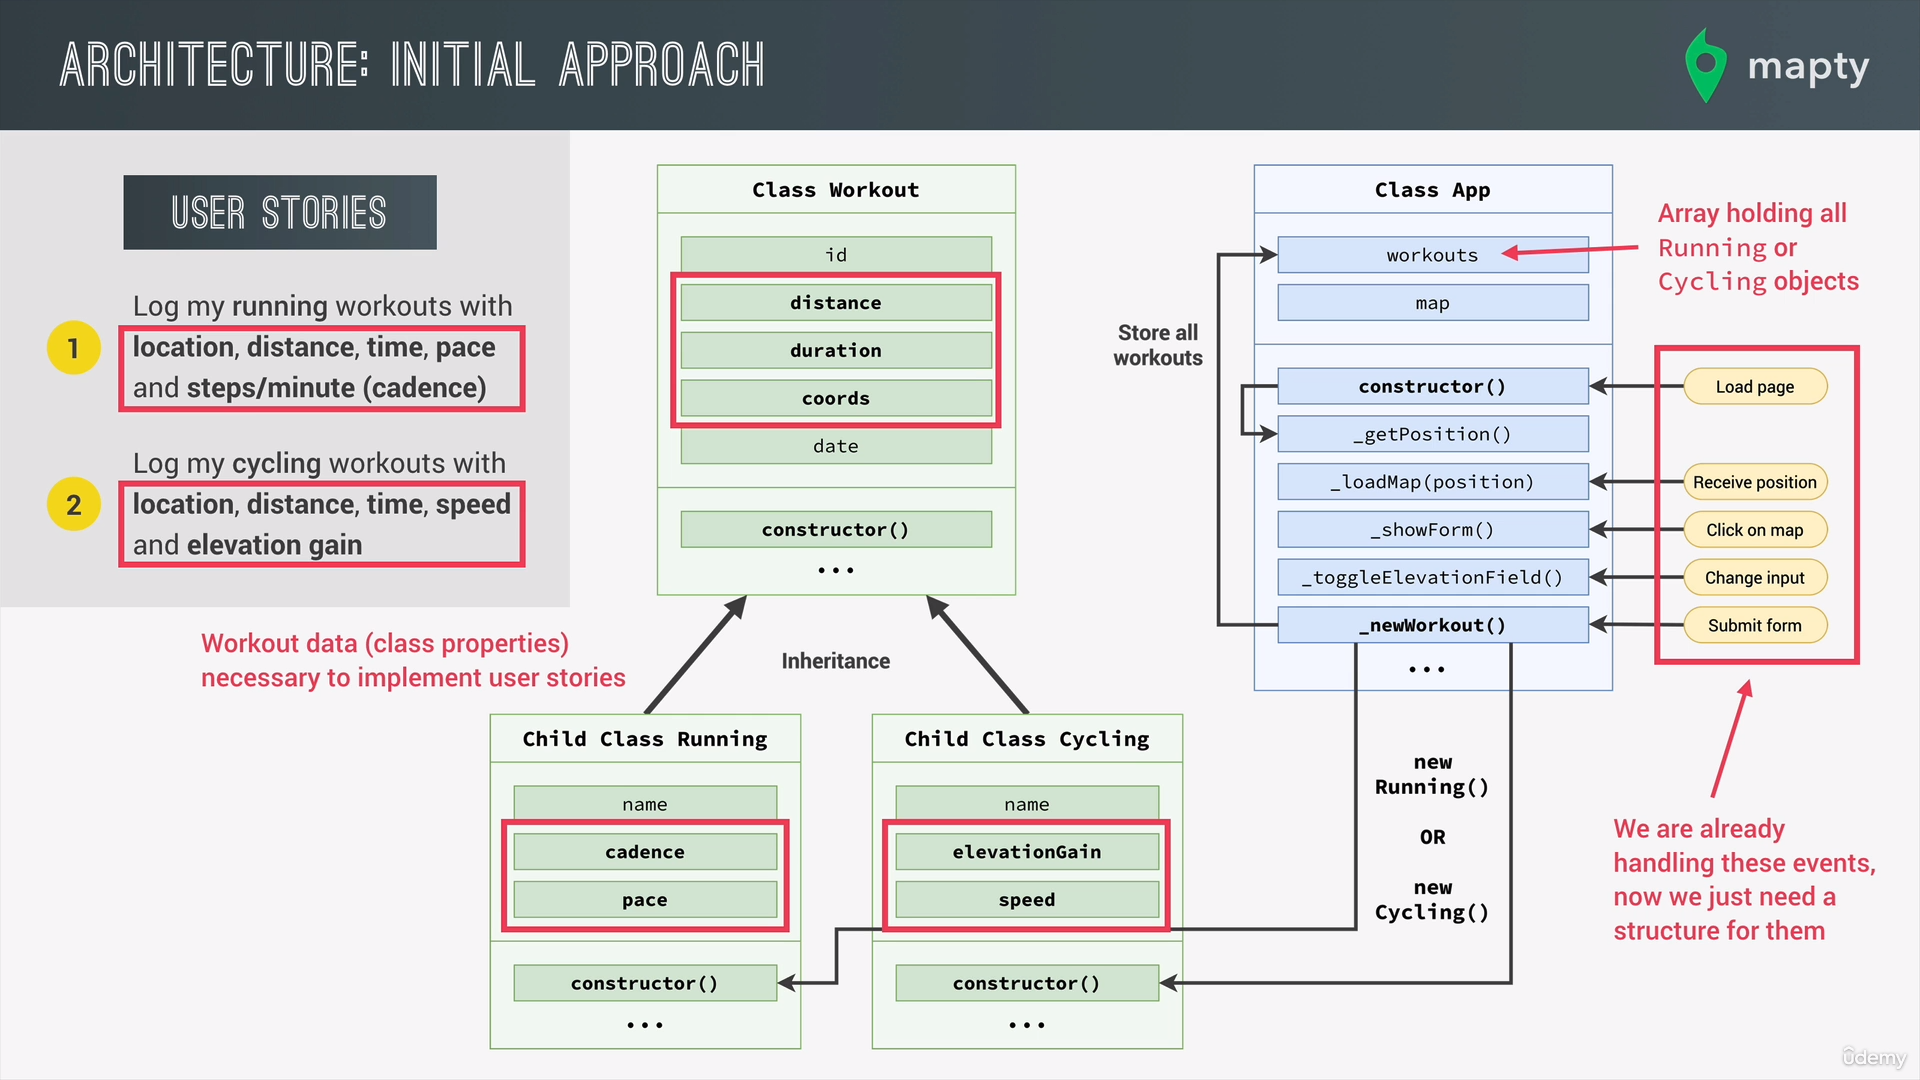 ARCHITECTURE: INITIAL APPROACH
mapty
USER STORIES
1
Log my running workouts with
location, distance, time, pace
and steps/minute (cadence)
2
Log my cycling workouts with
location, distance, time, speed
and elevation gain
Workout data (class properties)
necessary to implement user stories
Class Workout
id
distance
duration
coords
date
constructor()
...
Inheritance
Child Class Running
name
cadence
pace
constructor()
...
Child Class Cycling
name
elevationGain
speed
constructor()
...
Store all
workouts
Class App
workouts
map
constructor()
_getPosition()
_loadMap(position)
_showForm()
_toggleElevationField()
_newWorkout()
...
new
Running()
OR
new
Cycling()
Array holding all
Running or
Cycling objects
Load page
Receive position
Click on map
Change input
Submit form
We are already
handling these events,
now we just need a
structure for them
ûdemy